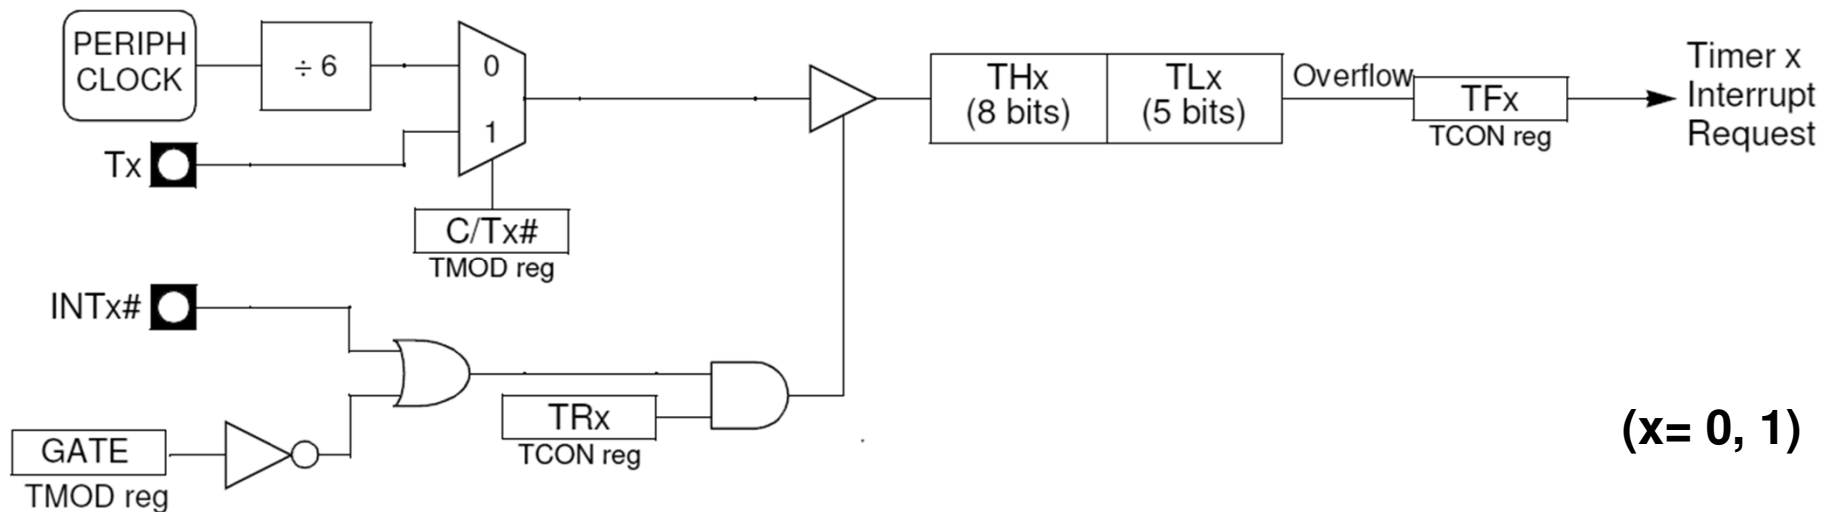 PERIPH
CLOCK
÷ 6
0
1
Tx
C/Tx#
TMOD reg
INTx#
GATE
TMOD reg
TRx
TCON reg
THx
(8 bits)
TLx
(5 bits)
Overflow
TFx
TCON reg
Timer x
Interrupt
Request
(x= 0, 1)